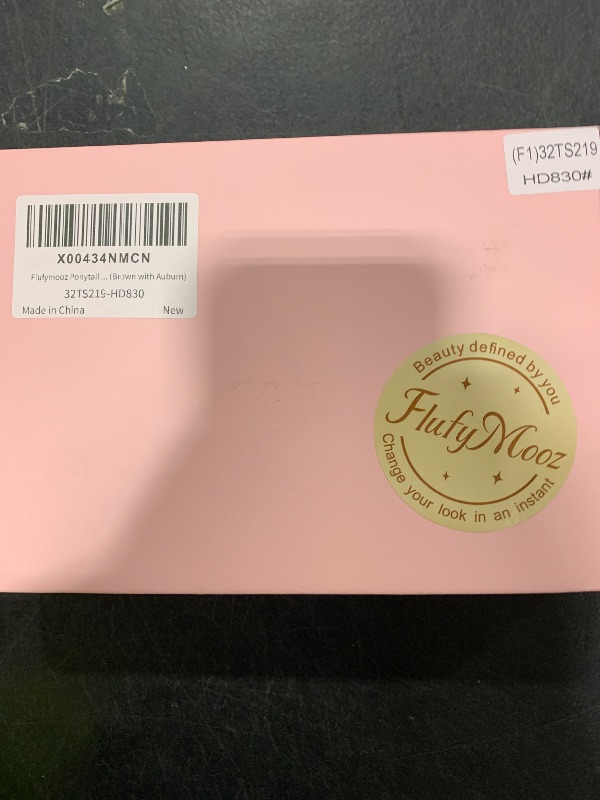 (F1)32TS219
HD830#
X00434NMCN
Flufymooz Ponytail ... (Brown with Auburn)
32TS219-HD830
Made in China New
Beauty defined by you
FlufyMooz
Change your look in an instant